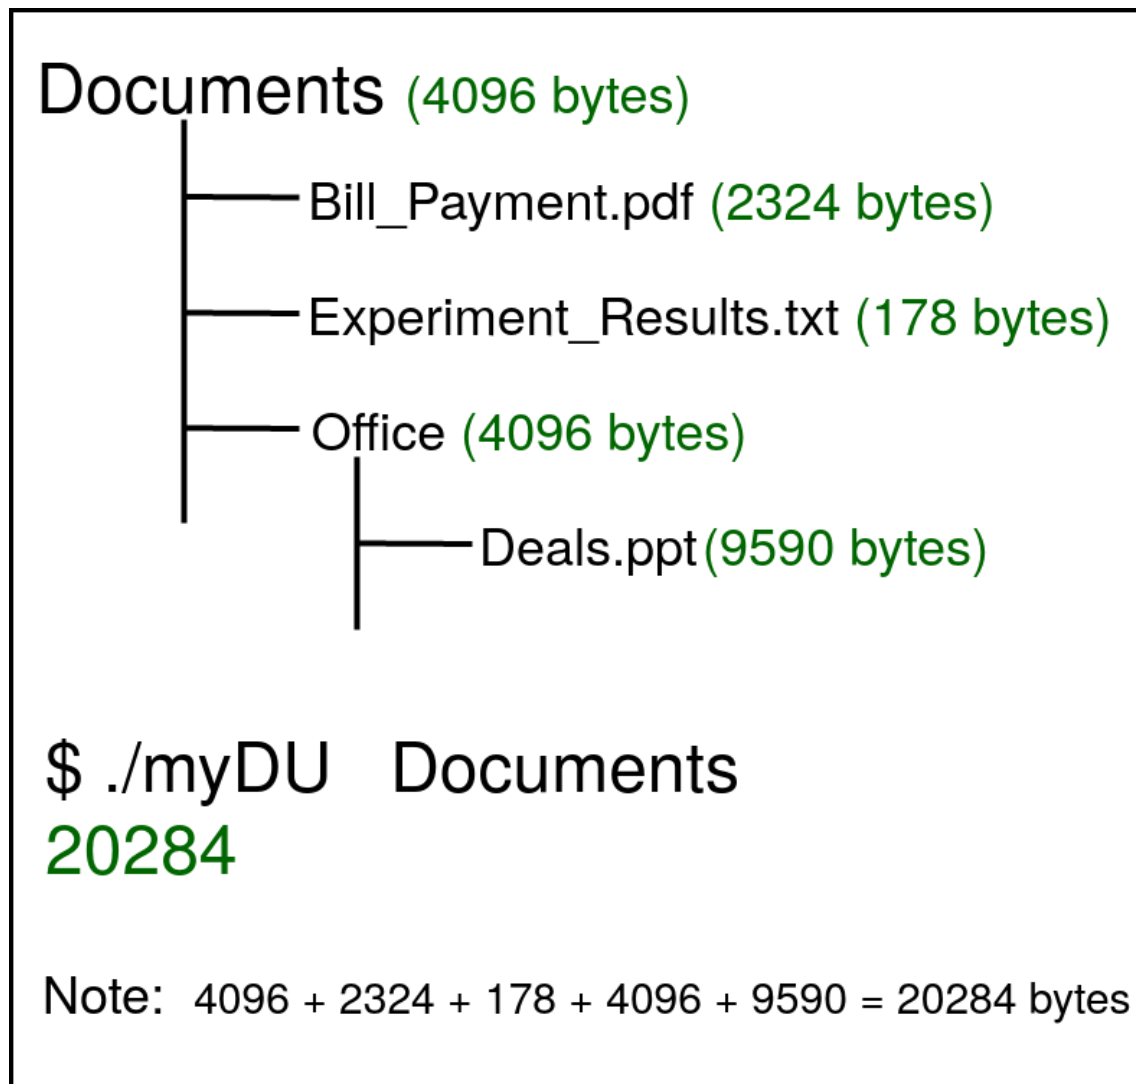 Documents (4096 bytes)
Bill_Payment.pdf (2324 bytes)
Experiment_Results.txt (178 bytes)
Office (4096 bytes)
Deals.ppt (9590 bytes)
$ ./myDU Documents
20284
Note: 4096 + 2324 + 178 + 4096 + 9590 = 20284 bytes